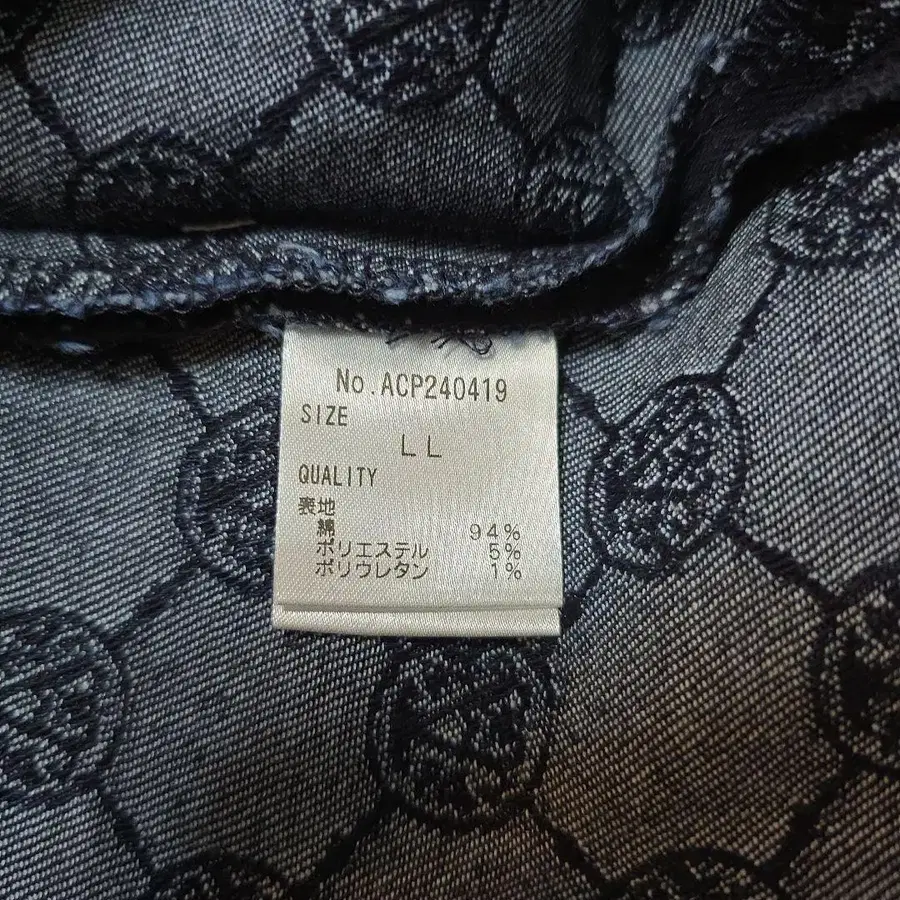 No.ACP240419
SIZE
LL
QUALITY
表地
綿 94%
ポリエステル 5%
ポリウレタン 1%